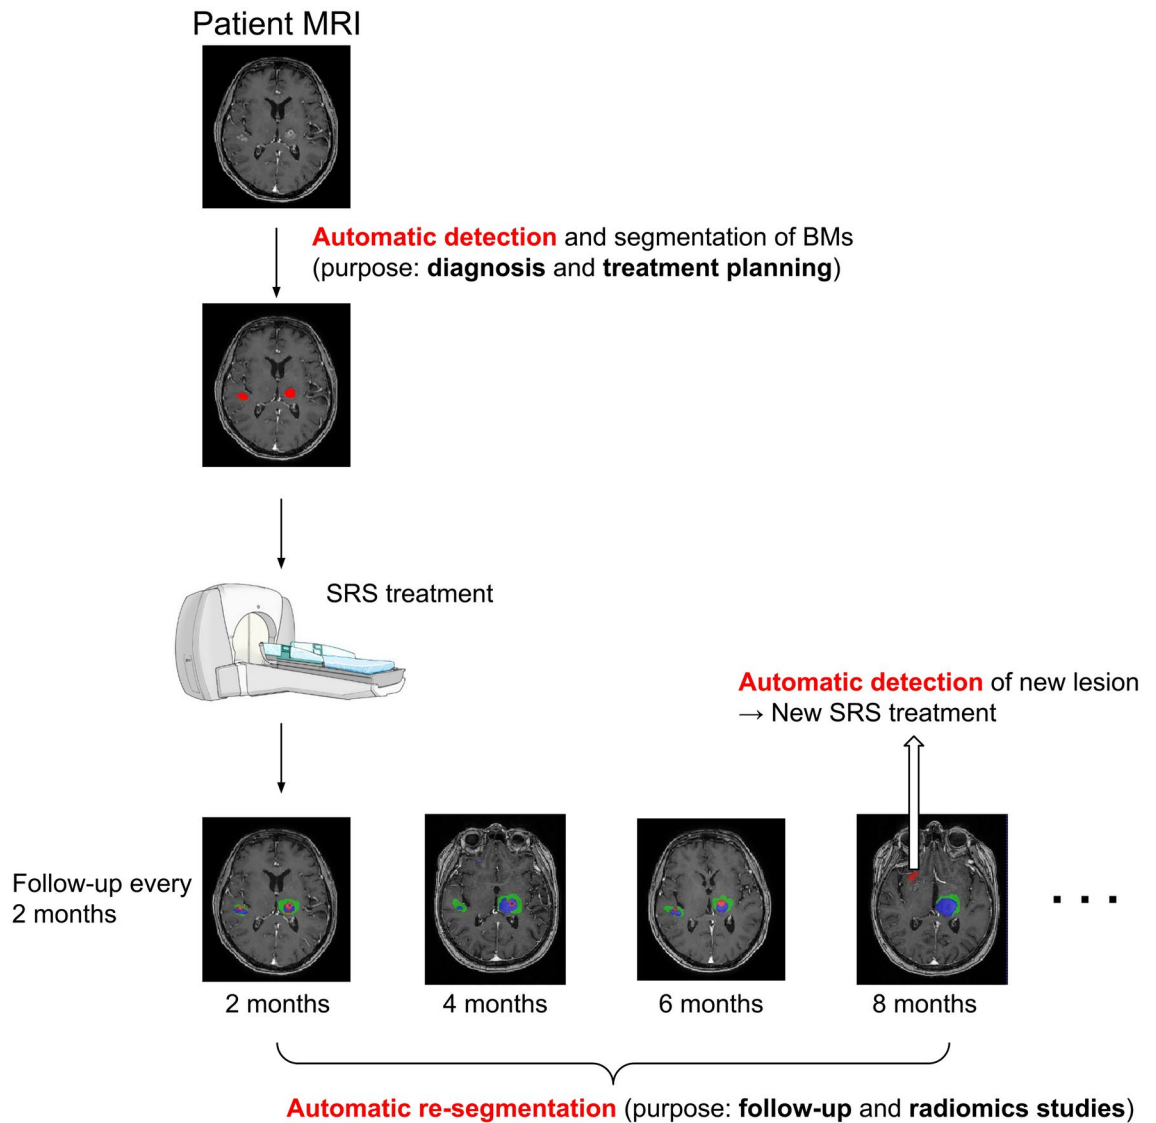 Patient MRI
Automatic detection and segmentation of BMs
(purpose: diagnosis and treatment planning)
SRS treatment
Automatic detection of new lesion
→ New SRS treatment
Follow-up every
2 months
2 months
4 months
6 months
8 months
. . .
Automatic re-segmentation (purpose: follow-up and radiomics studies)